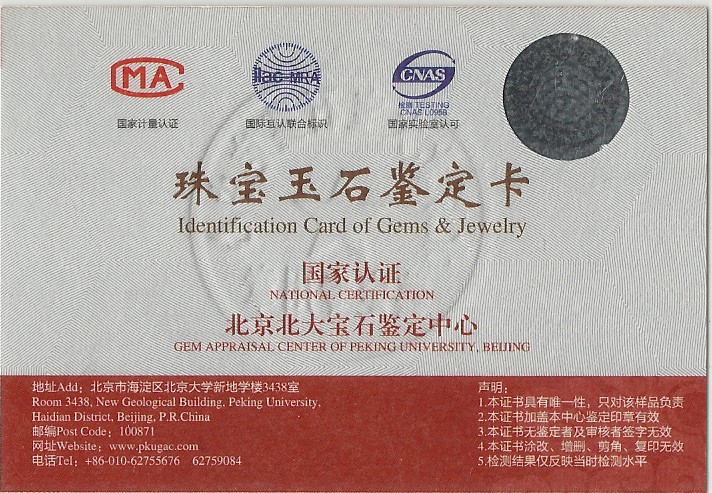 CMA
ilac-MRA
CNAS
检测 TESTING
CNAS L0958
国家计量认证
国际互认联合标识
国家实验室认可
珠宝玉石鉴定卡
Identification Card of Gems & Jewelry
国家认证
NATIONAL CERTIFICATION
北京北大宝石鉴定中心
GEM APPRAISAL CENTER OF PEKING UNIVERSITY, BEIJING
地址Add：北京市海淀区北京大学新地学楼3438室
Room 3438, New Geological Building, Peking University,
Haidian District, Beijing, P.R.China
邮编Post Code：100871
网址Website：www.pkugac.com
电话Tel：+86-010-62755676 62759084
声明：
1.本证书具有唯一性，只对该样品负责
2.本证书加盖本中心鉴定印章有效
3.本证书无鉴定者及审核者签字无效
4.本证书涂改、增删、剪角、复印无效
5.检测结果仅反映当时检测水平